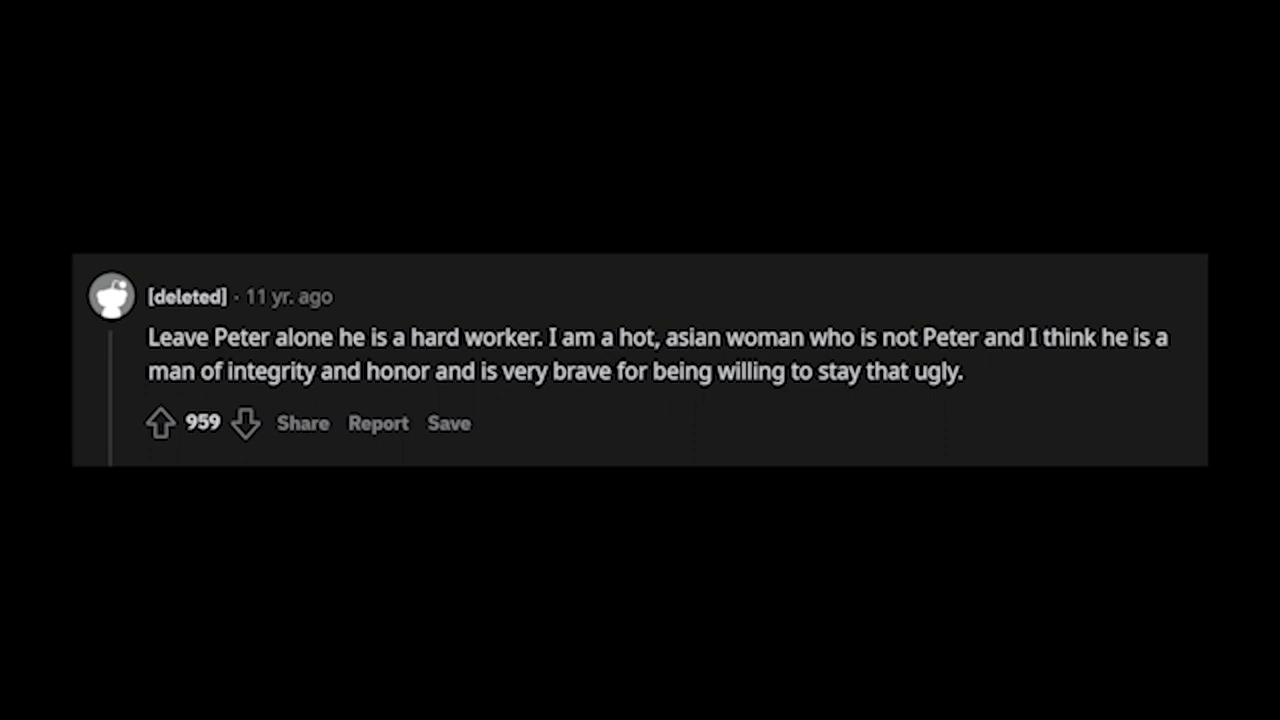 [deleted] · 11 yr. ago
Leave Peter alone he is a hard worker. I am a hot, asian woman who is not Peter and I think he is a
man of integrity and honor and is very brave for being willing to stay that ugly.
959 Share Report Save